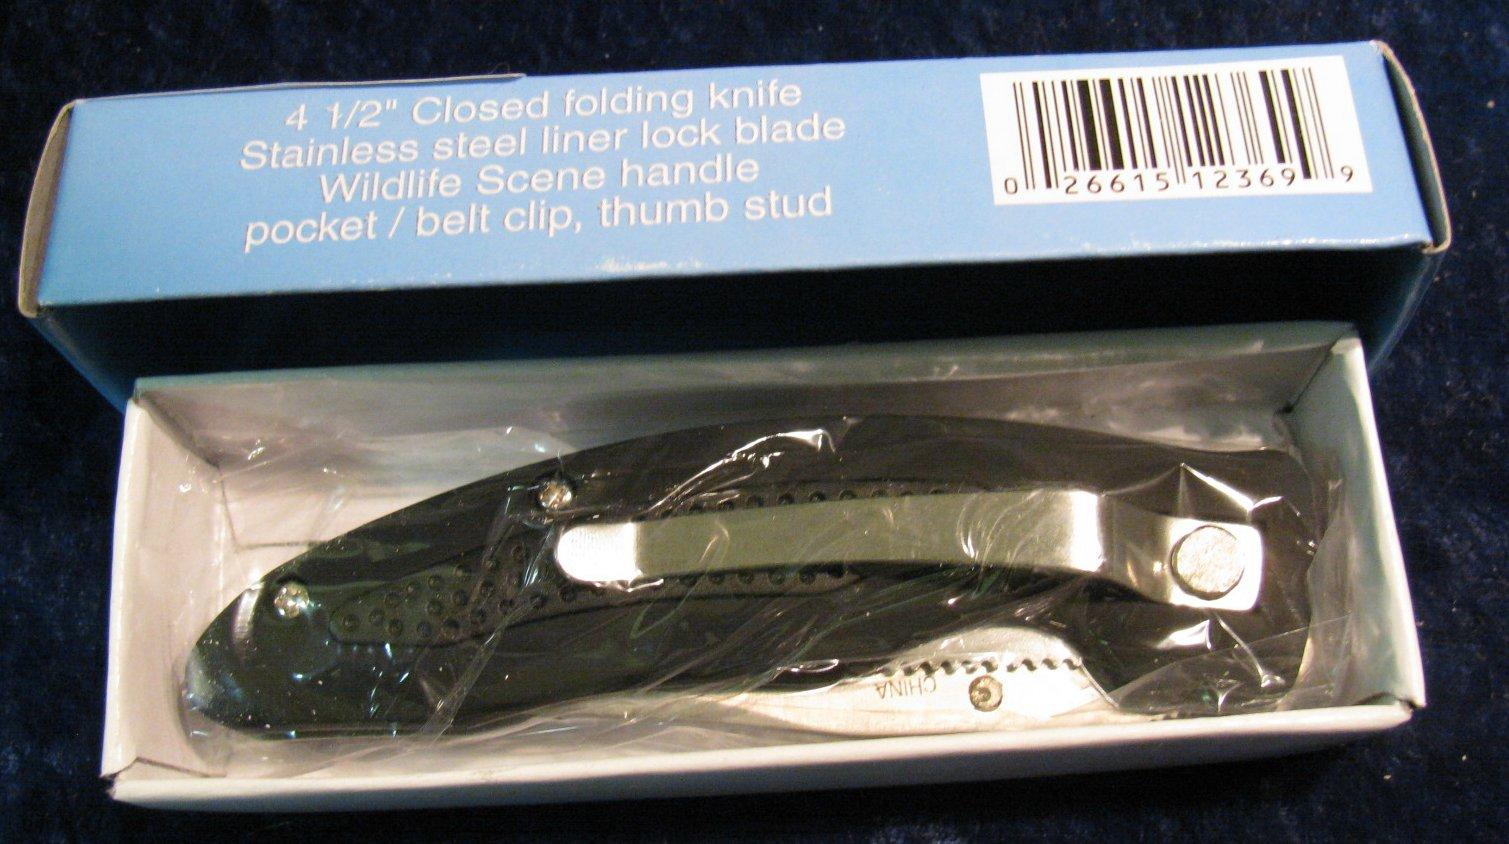 4 1/2" Closed folding knife
Stainless steel liner lock blade
Wildlife Scene handle
pocket / belt clip, thumb stud
0 26615 12369 9
CHINA